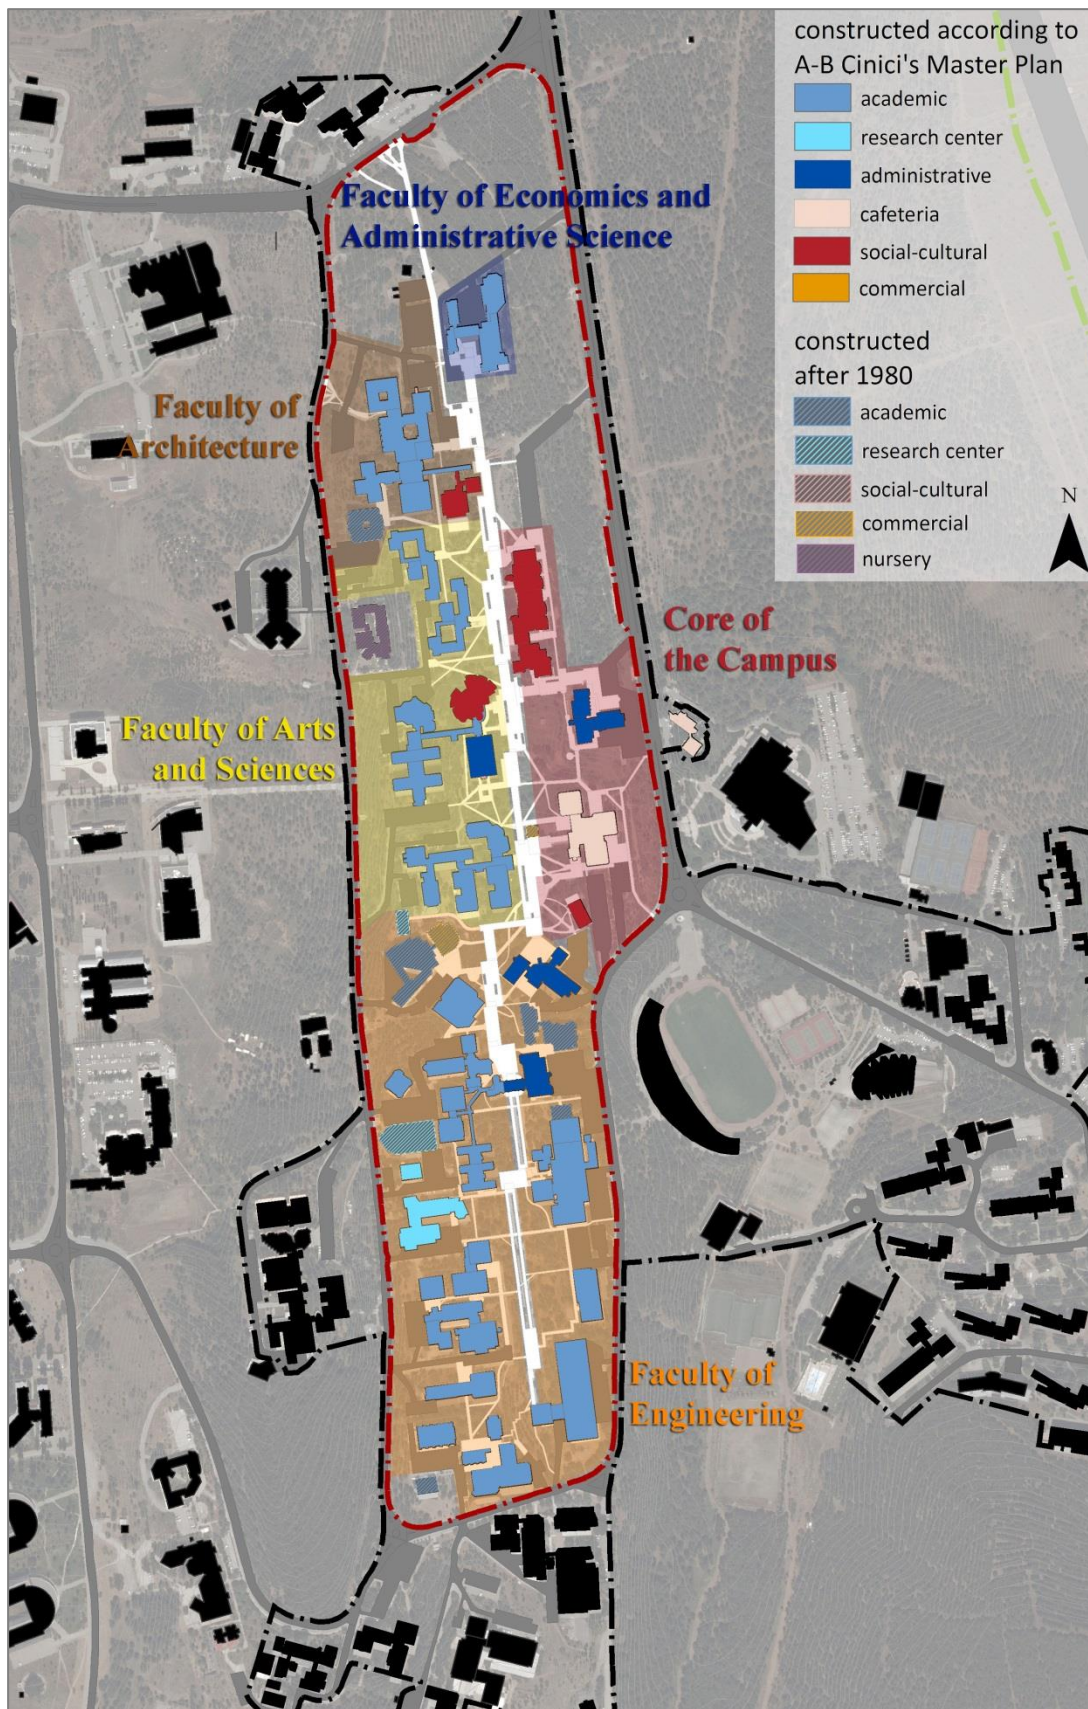 constructed according to
A-B Cinici's Master Plan
academic
research center
administrative
cafeteria
social-cultural
commercial
constructed
after 1980
academic
research center
social-cultural
commercial
nursery
N
Faculty of Economics and
Administrative Science
Faculty of
Architecture
Core of
the Campus
Faculty of Arts
and Sciences
Faculty of
Engineering